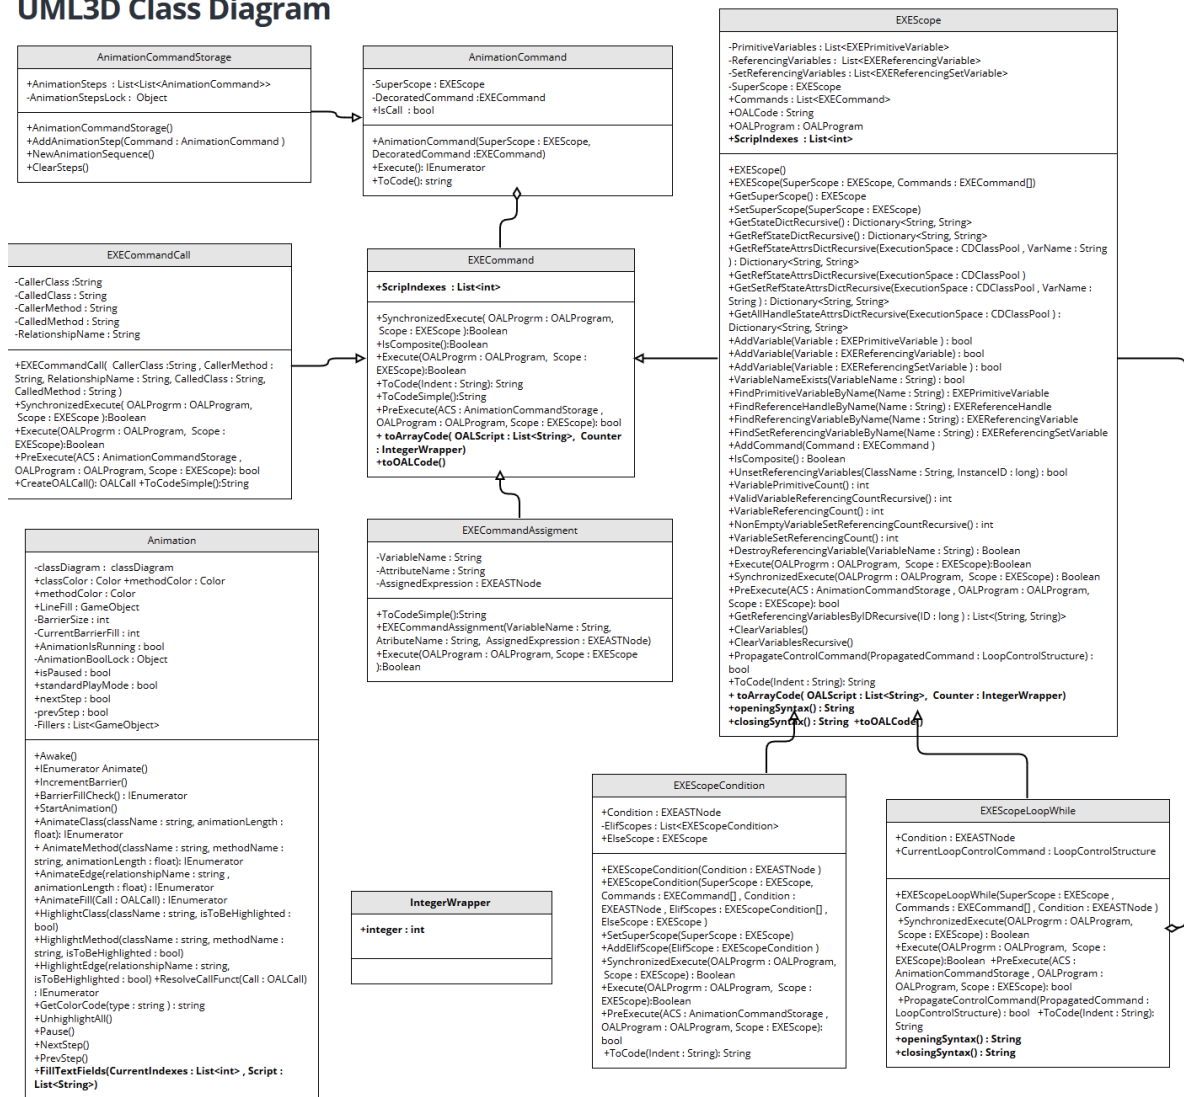 UML3D Class Diagram
AnimationCommandStorage
+AnimationSteps : List<List<AnimationCommand>>
-AnimationStepsLock : Object
+AnimationCommandStorage()
+AddAnimationStep(Command : AnimationCommand )
+NewAnimationSequence()
+ClearSteps()
AnimationCommand
-SuperScope : EXEScope
-DecoratedCommand :EXECommand
+IsCall : bool
+AnimationCommand(SuperScope : EXEScope,
DecoratedCommand :EXECommand)
+Execute(): IEnumerator
+ToCode(): string
EXEScope
-PrimitiveVariables : List<EXEPrimitiveVariable>
-ReferencingVariables : List<EXEReferencingVariable>
-SetReferencingVariables : List<EXEReferencingSetVariable>
-SuperScope : EXEScope
+Commands : List<EXECommand>
+OALCode : String
+OALProgram : OALProgram
+ScripIndexes : List<int>
+EXEScope()
+EXEScope(SuperScope : EXEScope, Commands : EXECommand[])
+GetSuperScope() : EXEScope
+SetSuperScope(SuperScope : EXEScope)
+GetStateDictRecursive() : Dictionary<String, String>
+GetRefStateDictRecursive() : Dictionary<String, String>
+GetRefStateAttrsDictRecursive(ExecutionSpace : CDClassPool , VarName : String
) : Dictionary<String, String>
+GetRefStateAttrsDictRecursive(ExecutionSpace : CDClassPool )
+GetSetRefStateAttrsDictRecursive(ExecutionSpace : CDClassPool , VarName :
String ) : Dictionary<String, String>
+GetAllHandleStateAttrsDictRecursive(ExecutionSpace : CDClassPool ) :
Dictionary<String, String>
+AddVariable(Variable : EXEPrimitiveVariable ) : bool
+AddVariable(Variable : EXEReferencingVariable) : bool
+AddVariable(Variable : EXEReferencingSetVariable ) : bool
+VariableNameExists(VariableName : String) : bool
+FindPrimitiveVariableByName(Name : String) : EXEPrimitiveVariable
+FindReferenceHandleByName(Name : String) : EXEReferenceHandle
+FindReferencingVariableByName(Name : String) : EXEReferencingVariable
+FindSetReferencingVariableByName(Name : String) : EXEReferencingSetVariable
+AddCommand(Command : EXECommand )
+IsComposite() : Boolean
+UnsetReferencingVariables(ClassName : String, InstanceID : long) : bool
+VariablePrimitiveCount() : int
+ValidVariableReferencingCountRecursive() : int
+VariableReferencingCount() : int
+NonEmptyVariableSetReferencingCountRecursive() : int
+VariableSetReferencingCount() : int
+DestroyReferencingVariable(VariableName : String) : Boolean
+Execute(OALProgrm : OALProgram, Scope : EXEScope):Boolean
+SynchronizedExecute(OALProgrm : OALProgram, Scope : EXEScope) : Boolean
+PreExecute(ACS : AnimationCommandStorage , OALProgram : OALProgram,
Scope : EXEScope): bool
+GetReferencingVariablesByIDRecursive(ID : long ) : List<(String, String)>
+ClearVariables()
+ClearVariablesRecursive()
+PropagateControlCommand(PropagatedCommand : LoopControlStructure) :
bool
+ToCode(Indent : String): String
+ toArrayCode( OALScript : List<String>, Counter : IntegerWrapper)
+openingSyntax() : String
+closingSyntax() : String +toOALCode()
EXECommandCall
-CallerClass :String
-CalledClass : String
-CallerMethod : String
-CalledMethod : String
-RelationshipName : String
+EXECommandCall( CallerClass :String , CallerMethod :
String, RelationshipName : String, CalledClass : String,
CalledMethod : String )
+SynchronizedExecute( OALProgrm : OALProgram,
Scope : EXEScope ):Boolean
+Execute(OALProgrm : OALProgram, Scope :
EXEScope):Boolean
+PreExecute(ACS : AnimationCommandStorage ,
OALProgram : OALProgram, Scope : EXEScope): bool
+CreateOALCall(): OALCall +ToCodeSimple():String
EXECommand
+ScripIndexes : List<int>
+SynchronizedExecute( OALProgrm : OALProgram,
Scope : EXEScope ):Boolean
+IsComposite():Boolean
+Execute(OALProgrm : OALProgram, Scope :
EXEScope):Boolean
+ToCode(Indent : String): String
+ToCodeSimple():String
+PreExecute(ACS : AnimationCommandStorage ,
OALProgram : OALProgram, Scope : EXEScope): bool
+ toArrayCode( OALScript : List<String>, Counter
: IntegerWrapper)
+toOALCode()
EXECommandAssigment
-VariableName : String
-AttributeName : String
-AssignedExpression : EXEASTNode
+ToCodeSimple():String
+EXECommandAssignment(VariableName : String,
AtributeName : String, AssignedExpression : EXEASTNode)
+Execute(OALProgram : OALProgram, Scope : EXEScope
):Boolean
Animation
-classDiagram : classDiagram
+classColor : Color +methodColor : Color
+methodColor : Color
+LineFill : GameObject
-BarrierSize : int
-CurrentBarrierFill : int
+AnimationIsRunning : bool
-AnimationBoolLock : Object
+isPaused : bool
+standardPlayMode : bool
+nextStep : bool
-prevStep : bool
-Fillers : List<GameObject>
+Awake()
+IEnumerator Animate()
+IncrementBarrier()
+BarrierFillCheck() : IEnumerator
+StartAnimation()
+AnimateClass(className : string, animationLength :
float): IEnumerator
+ AnimateMethod(className : string, methodName :
string, animationLength : float): IEnumerator
+AnimateEdge(relationshipName : string ,
animationLength : float) : IEnumerator
+AnimateFill(Call : OALCall) : IEnumerator
+HighlightClass(className : string, isToBeHighlighted :
bool)
+HighlightMethod(className : string, methodName :
string, isToBeHighlighted : bool)
+HighlightEdge(relationshipName : string,
isToBeHighlighted : bool) +ResolveCallFunct(Call : OALCall)
: IEnumerator
+GetColorCode(type : string ) : string
+UnhighlightAll()
+Pause()
+NextStep()
+PrevStep()
+FillTextFields(CurrentIndexes : List<int> , Script :
List<String>)
IntegerWrapper
+integer : int
EXEScopeCondition
+Condition : EXEASTNode
-ElifScopes : List<EXEScopeCondition>
+ElseScope : EXEScope
+EXEScopeCondition(Condition : EXEASTNode )
+EXEScopeCondition(SuperScope : EXEScope,
Commands : EXECommand[] , Condition :
EXEASTNode , ElifScopes : EXEScopeCondition[] ,
ElseScope : EXEScope )
+SetSuperScope(SuperScope : EXEScope)
+AddElifScope(ElifScope : EXEScopeCondition )
+SynchronizedExecute(OALProgrm : OALProgram,
Scope : EXEScope) : Boolean
+Execute(OALProgrm : OALProgram, Scope :
EXEScope):Boolean
+PreExecute(ACS : AnimationCommandStorage ,
OALProgram : OALProgram, Scope : EXEScope):
bool
+ToCode(Indent : String): String
EXEScopeLoopWhile
+Condition : EXEASTNode
+CurrentLoopControlCommand : LoopControlStructure
+EXEScopeLoopWhile(SuperScope : EXEScope ,
Commands : EXECommand[] , Condition : EXEASTNode )
+SynchronizedExecute(OALProgrm : OALProgram,
Scope : EXEScope) : Boolean
+Execute(OALProgrm : OALProgram, Scope :
EXEScope):Boolean +PreExecute(ACS :
AnimationCommandStorage , OALProgram :
OALProgram, Scope : EXEScope): bool
+PropagateControlCommand(PropagatedCommand :
LoopControlStructure) : bool +ToCode(Indent : String):
String
+openingSyntax() : String
+closingSyntax() : String